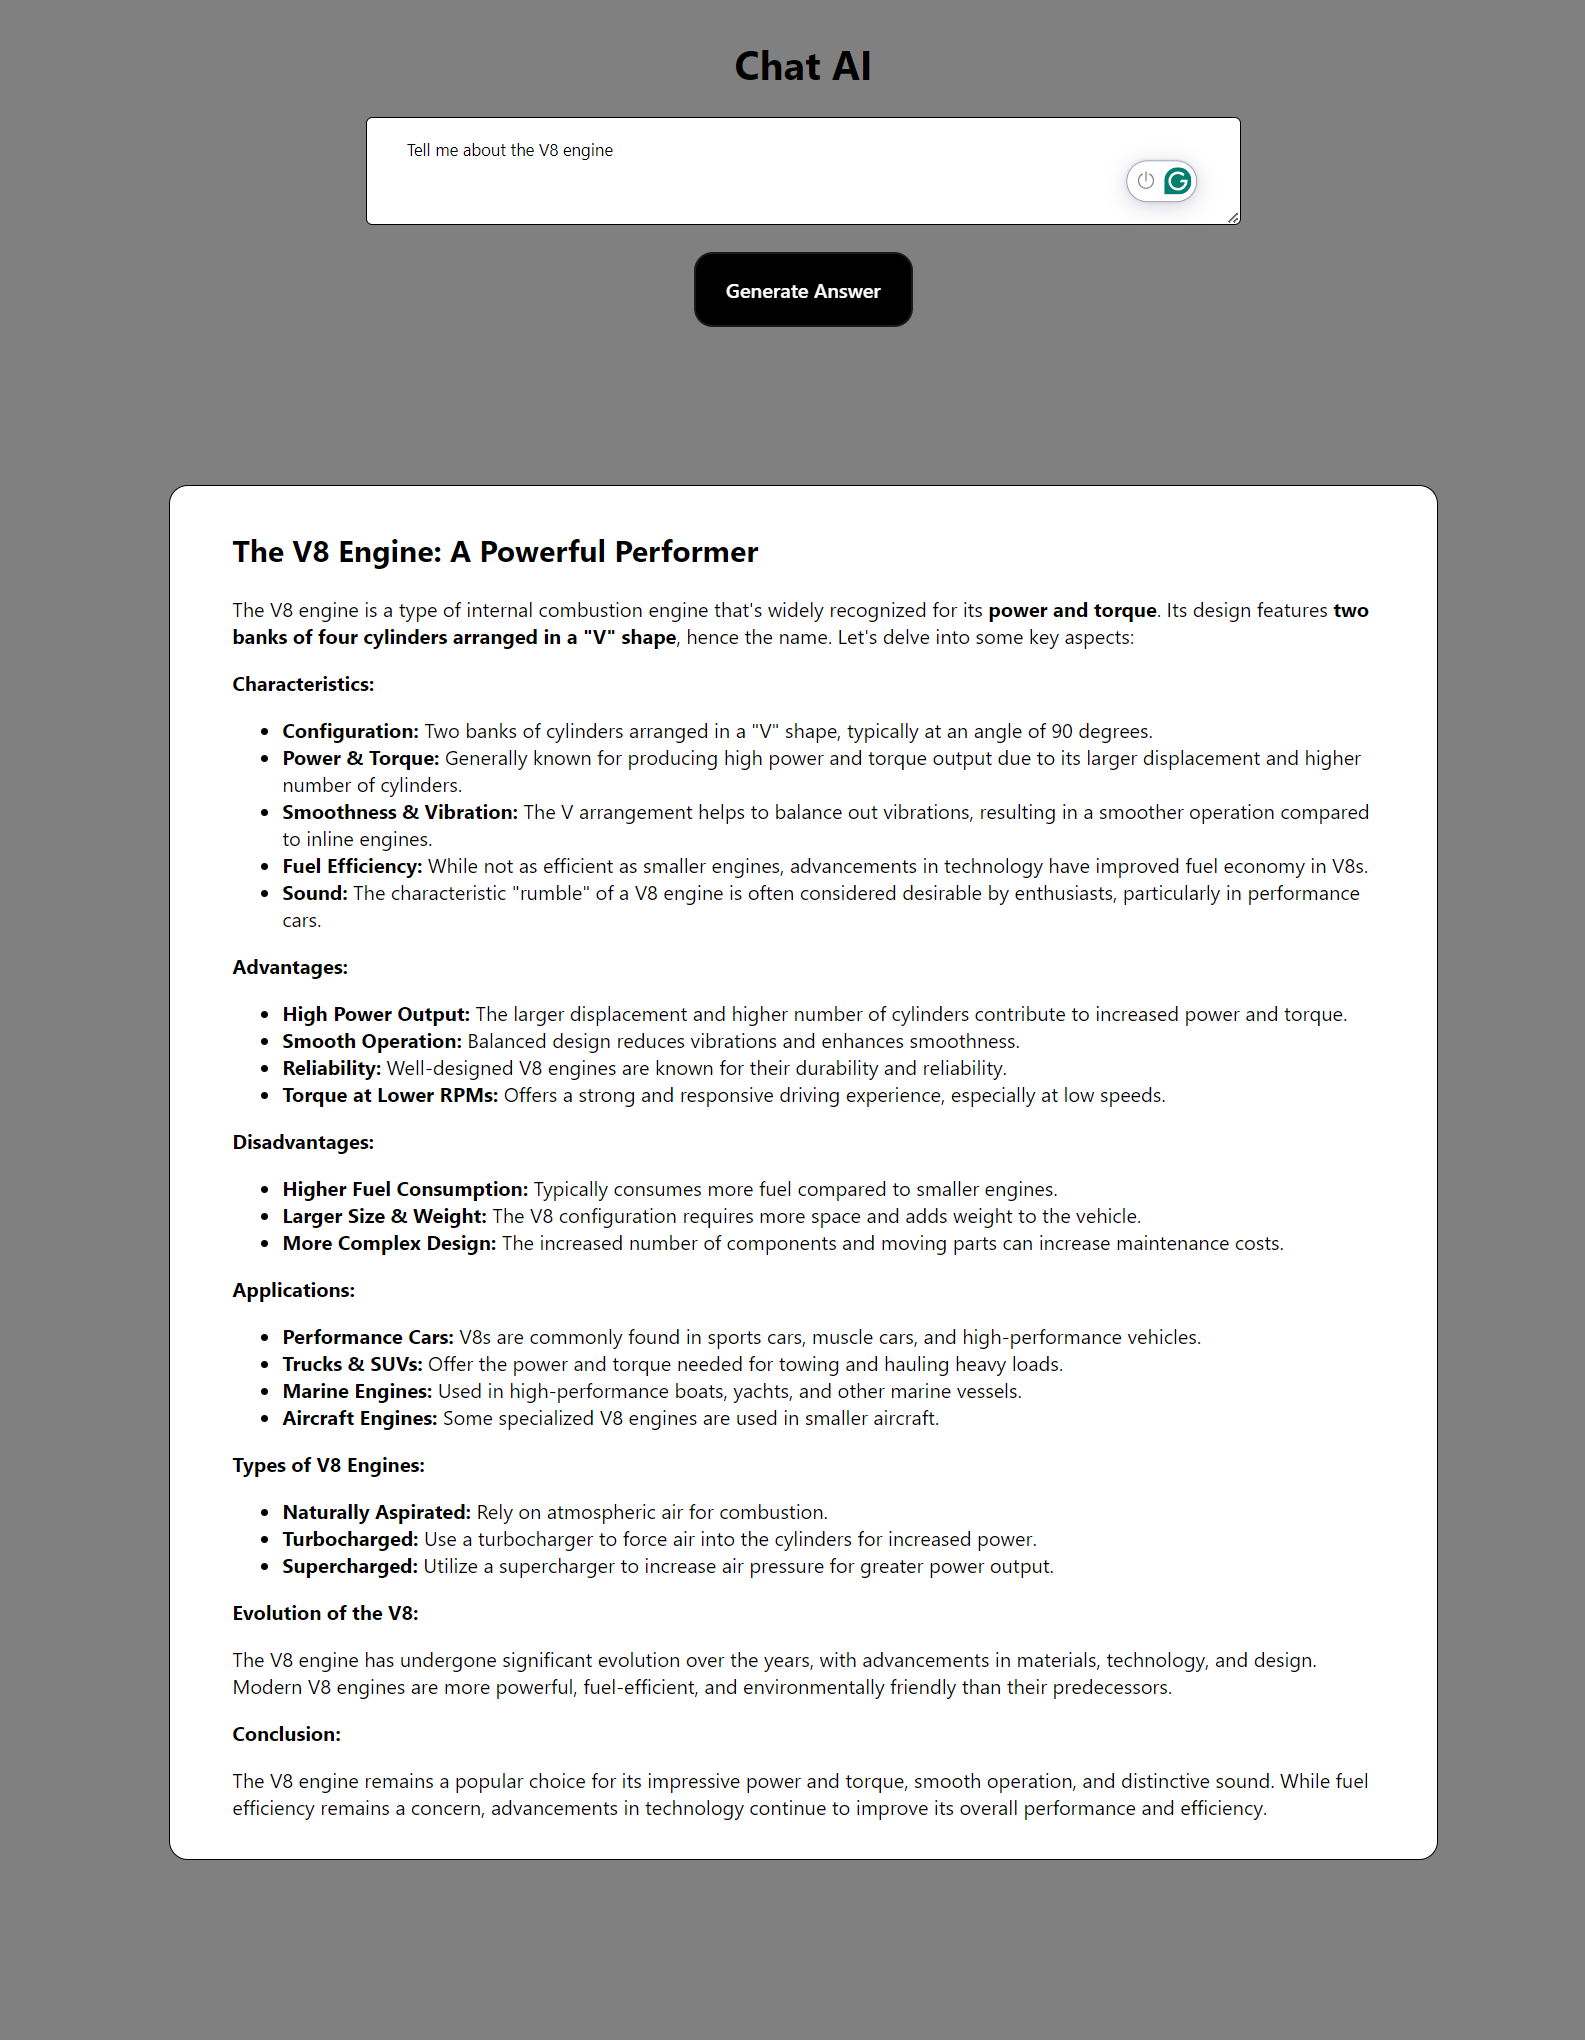 Chat AI
Tell me about the V8 engine
Generate Answer
The V8 Engine: A Powerful Performer
The V8 engine is a type of internal combustion engine that's widely recognized for its power and torque. Its design features two
banks of four cylinders arranged in a "V" shape, hence the name. Let's delve into some key aspects:
Characteristics:
• Configuration: Two banks of cylinders arranged in a "V" shape, typically at an angle of 90 degrees.
• Power & Torque: Generally known for producing high power and torque output due to its larger displacement and higher
number of cylinders.
• Smoothness & Vibration: The V arrangement helps to balance out vibrations, resulting in a smoother operation compared
to inline engines.
• Fuel Efficiency: While not as efficient as smaller engines, advancements in technology have improved fuel economy in V8s.
• Sound: The characteristic "rumble" of a V8 engine is often considered desirable by enthusiasts, particularly in performance
cars.
Advantages:
• High Power Output: The larger displacement and higher number of cylinders contribute to increased power and torque.
• Smooth Operation: Balanced design reduces vibrations and enhances smoothness.
• Reliability: Well-designed V8 engines are known for their durability and reliability.
• Torque at Lower RPMs: Offers a strong and responsive driving experience, especially at low speeds.
Disadvantages:
• Higher Fuel Consumption: Typically consumes more fuel compared to smaller engines.
• Larger Size & Weight: The V8 configuration requires more space and adds weight to the vehicle.
• More Complex Design: The increased number of components and moving parts can increase maintenance costs.
Applications:
• Performance Cars: V8s are commonly found in sports cars, muscle cars, and high-performance vehicles.
• Trucks & SUVs: Offer the power and torque needed for towing and hauling heavy loads.
• Marine Engines: Used in high-performance boats, yachts, and other marine vessels.
• Aircraft Engines: Some specialized V8 engines are used in smaller aircraft.
Types of V8 Engines:
• Naturally Aspirated: Rely on atmospheric air for combustion.
• Turbocharged: Use a turbocharger to force air into the cylinders for increased power.
• Supercharged: Utilize a supercharger to increase air pressure for greater power output.
Evolution of the V8:
The V8 engine has undergone significant evolution over the years, with advancements in materials, technology, and design.
Modern V8 engines are more powerful, fuel-efficient, and environmentally friendly than their predecessors.
Conclusion:
The V8 engine remains a popular choice for its impressive power and torque, smooth operation, and distinctive sound. While fuel
efficiency remains a concern, advancements in technology continue to improve its overall performance and efficiency.